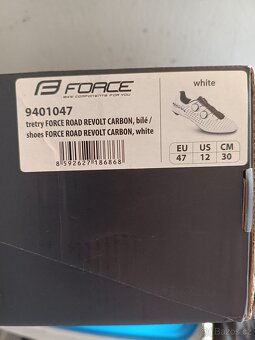 FORCE
BIKE COMPONENTS FOR YOU
white
9401047
tretry FORCE ROAD REVOLT CARBON, bílé /
shoes FORCE ROAD REVOLT CARBON, white
8 592627 186868
EU US CM
47 12 30